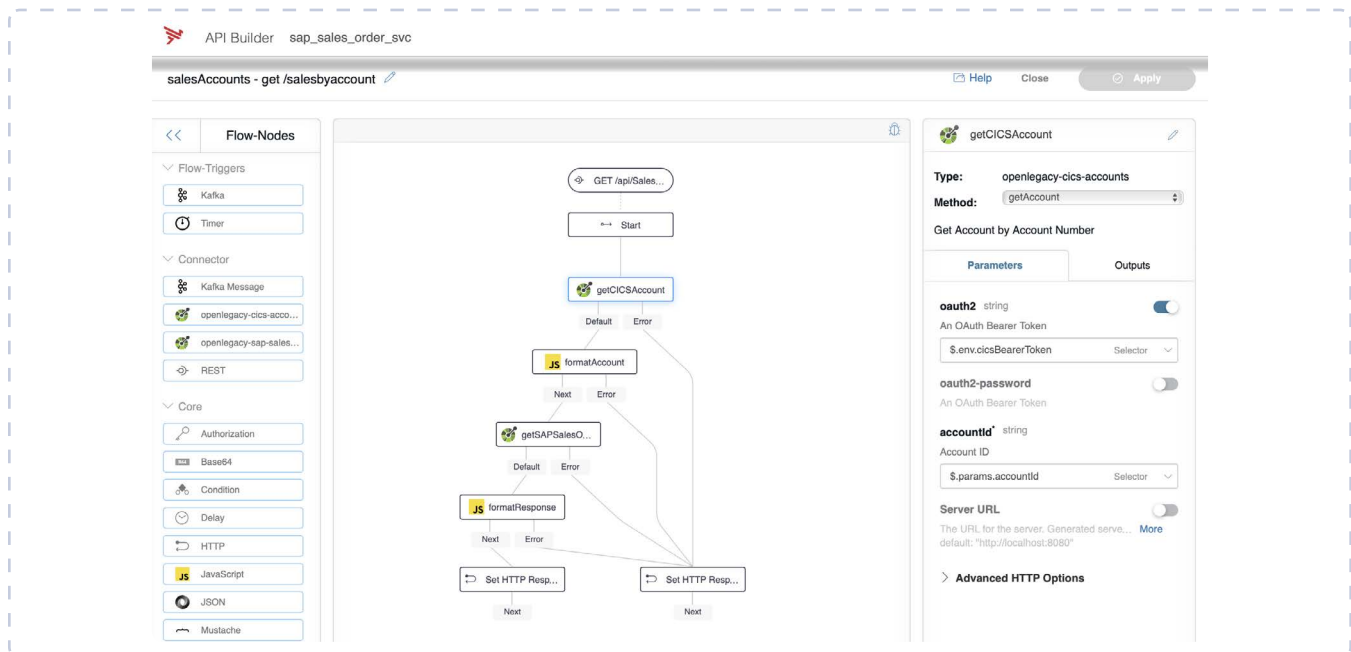 API Builder sap_sales_order_svc
salesAccounts - get /salesbyaccount
Help Close Apply
<< Flow-Nodes
Flow-Triggers
Kafka
Timer
Connector
Kafka Message
openlegacy-cics-acco...
openlegacy-sap-sales...
REST
Core
Authorization
Base64
Condition
Delay
HTTP
JS JavaScript
JSON
Mustache
GET /api/Sales...
Start
getCICSAccount
Default Error
JS formatAccount
Next Error
getSAPSalesO...
Default Error
JS formatResponse
Next Error
Set HTTP Resp... Set HTTP Resp...
Next Next
getCICSAccount
Type: openlegacy-cics-accounts
Method: getAccount
Get Account by Account Number
Parameters Outputs
oauth2 string
An OAuth Bearer Token
$.env.cicsBearerToken Selector
oauth2-password
An OAuth Bearer Token
accountId* string
Account ID
$.params.accountId Selector
Server URL
The URL for the server. Generated serve... More
default: "http://localhost:8080"
> Advanced HTTP Options